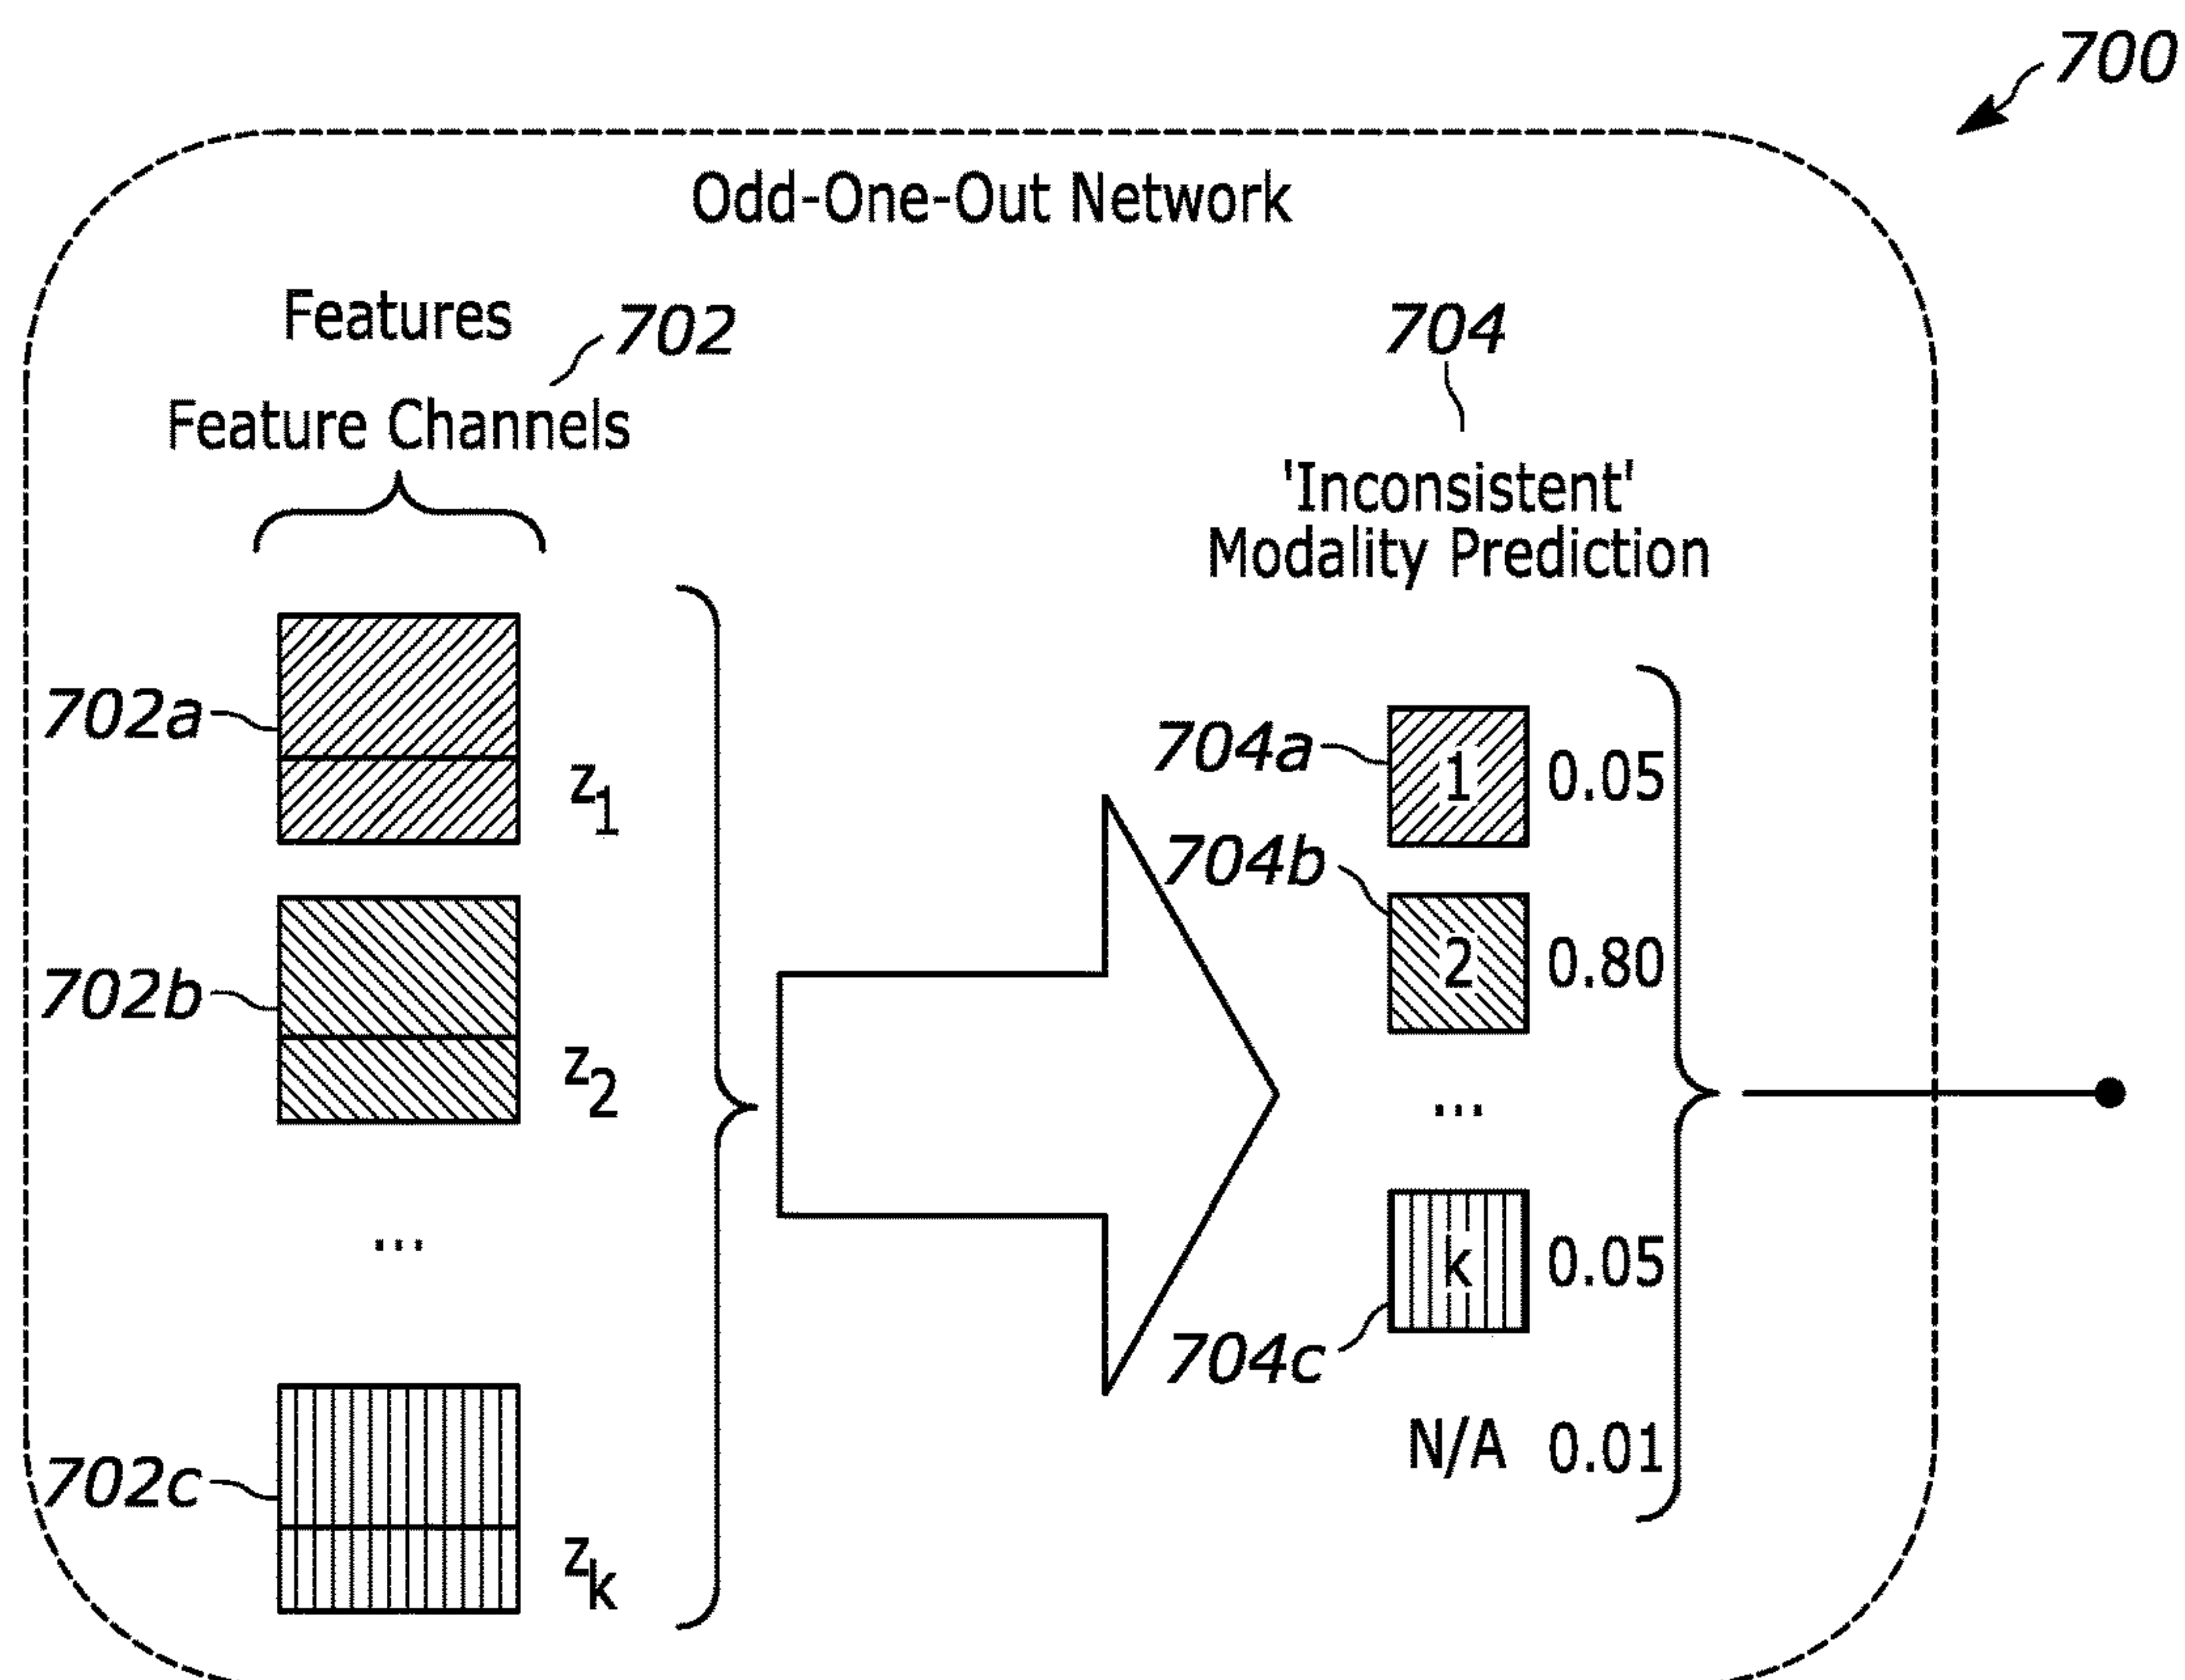 700
Odd-One-Out Network
Features
702
Feature Channels
704
'Inconsistent'
Modality Prediction
702a
z1
702b
z2
...
702c
zk
704a
1 0.05
704b
2 0.80
...
k 0.05
704c
N/A 0.01